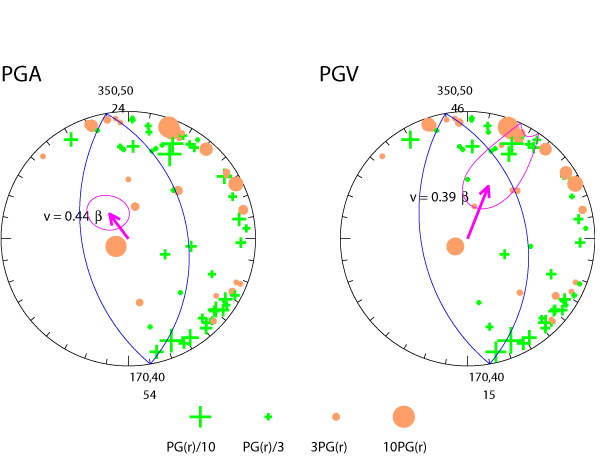 PGA
PGV
350,50
24
350,50
46
v = 0.44 β
v = 0.39 β
170,40
54
170,40
15
PG(r)/10
PG(r)/3
3PG(r)
10PG(r)